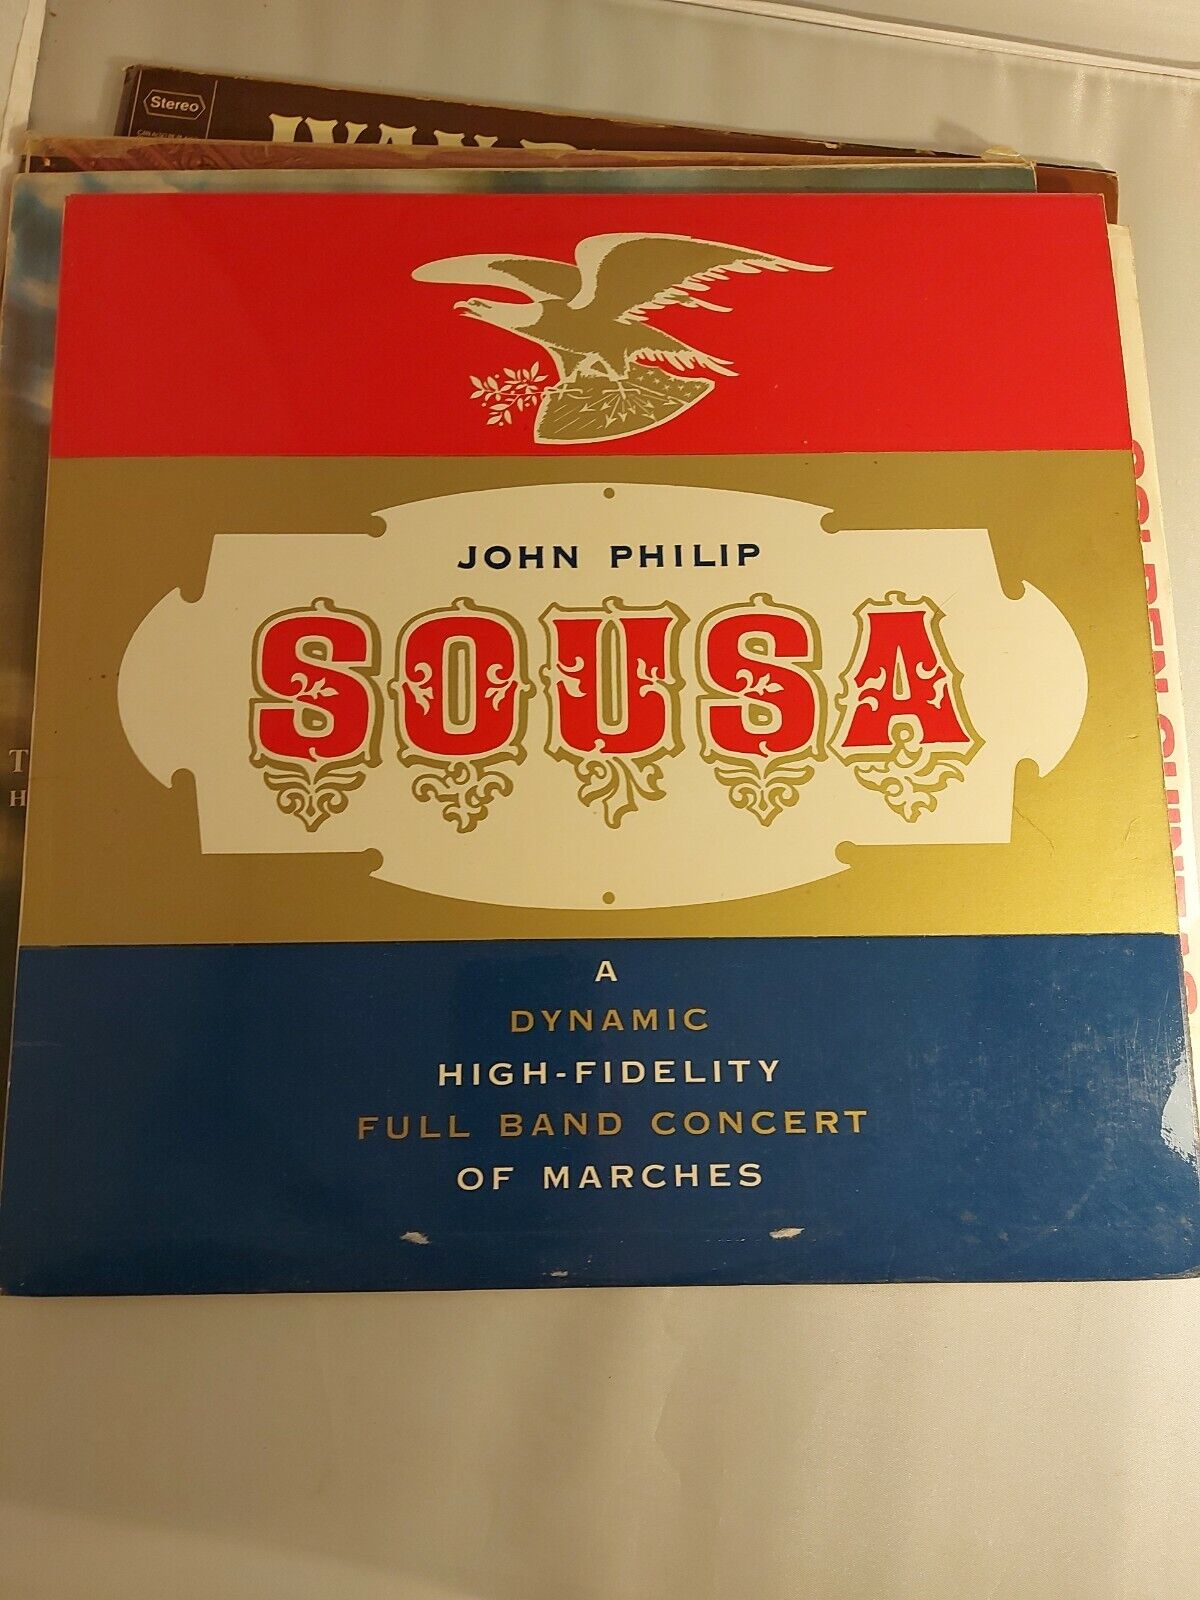 Stereo
JOHN PHILIP
SOUSA
A
DYNAMIC
HIGH-FIDELITY
FULL BAND CONCERT
OF MARCHES
T
H